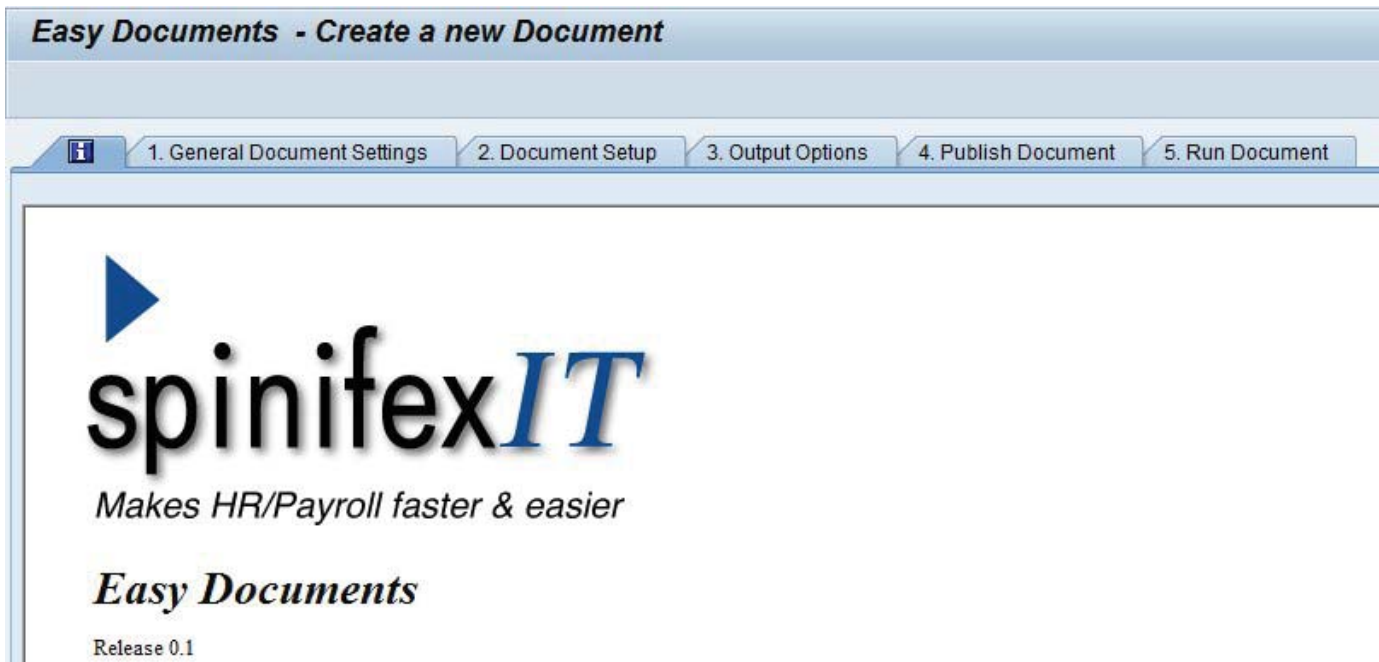 Easy Documents - Create a new Document
i 1. General Document Settings 2. Document Setup 3. Output Options 4. Publish Document 5. Run Document
spinifexIT
Makes HR/Payroll faster & easier
Easy Documents
Release 0.1